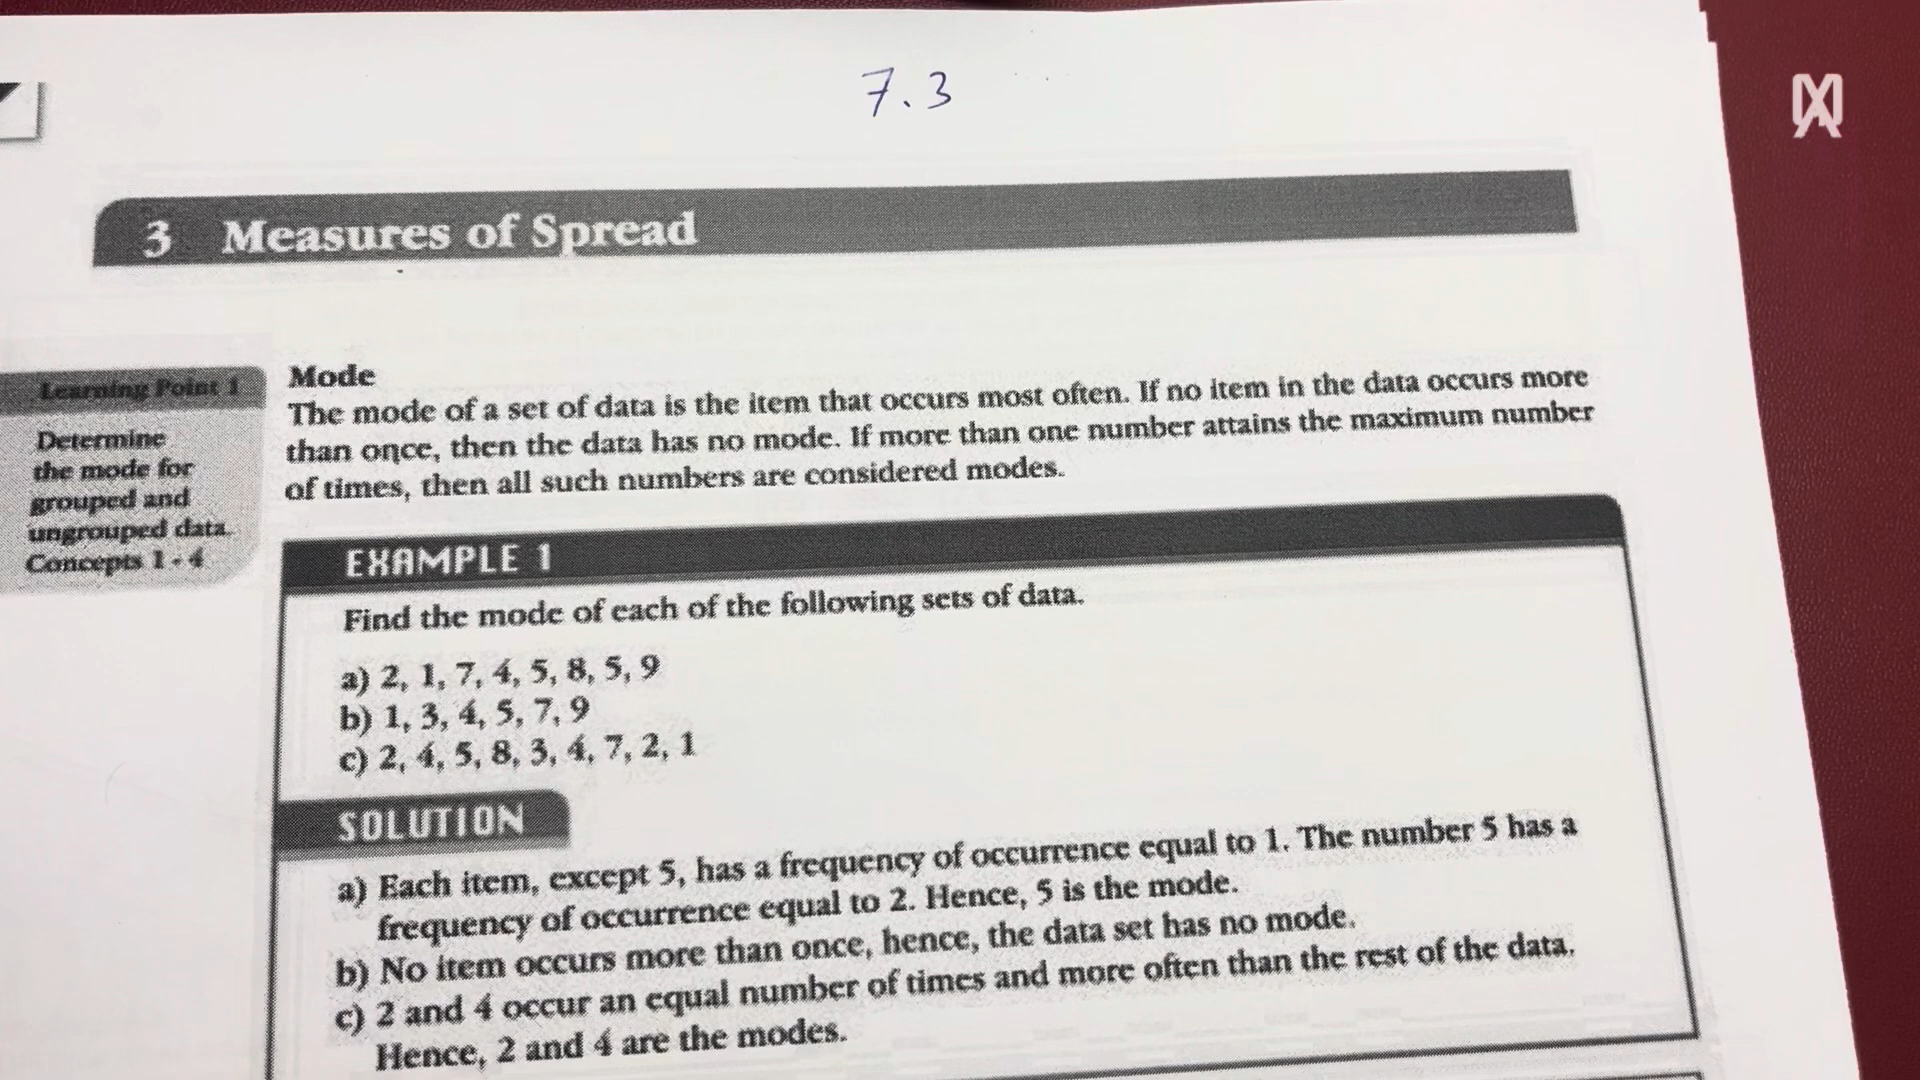 7.3
3 Measures of Spread
Learning Point 1
Determine
the mode for
grouped and
ungrouped data.
Concepts 1 - 4
Mode
The mode of a set of data is the item that occurs most often. If no item in the data occurs more
than once, then the data has no mode. If more than one number attains the maximum number
of times, then all such numbers are considered modes.
EXAMPLE 1
Find the mode of each of the following sets of data.
a) 2, 1, 7, 4, 5, 8, 5, 9
b) 1, 3, 4, 5, 7, 9
c) 2, 4, 5, 8, 3, 4, 7, 2, 1
SOLUTION
a) Each item, except 5, has a frequency of occurrence equal to 1. The number 5 has a
frequency of occurrence equal to 2. Hence, 5 is the mode.
b) No item occurs more than once, hence, the data set has no mode.
c) 2 and 4 occur an equal number of times and more often than the rest of the data.
Hence, 2 and 4 are the modes.